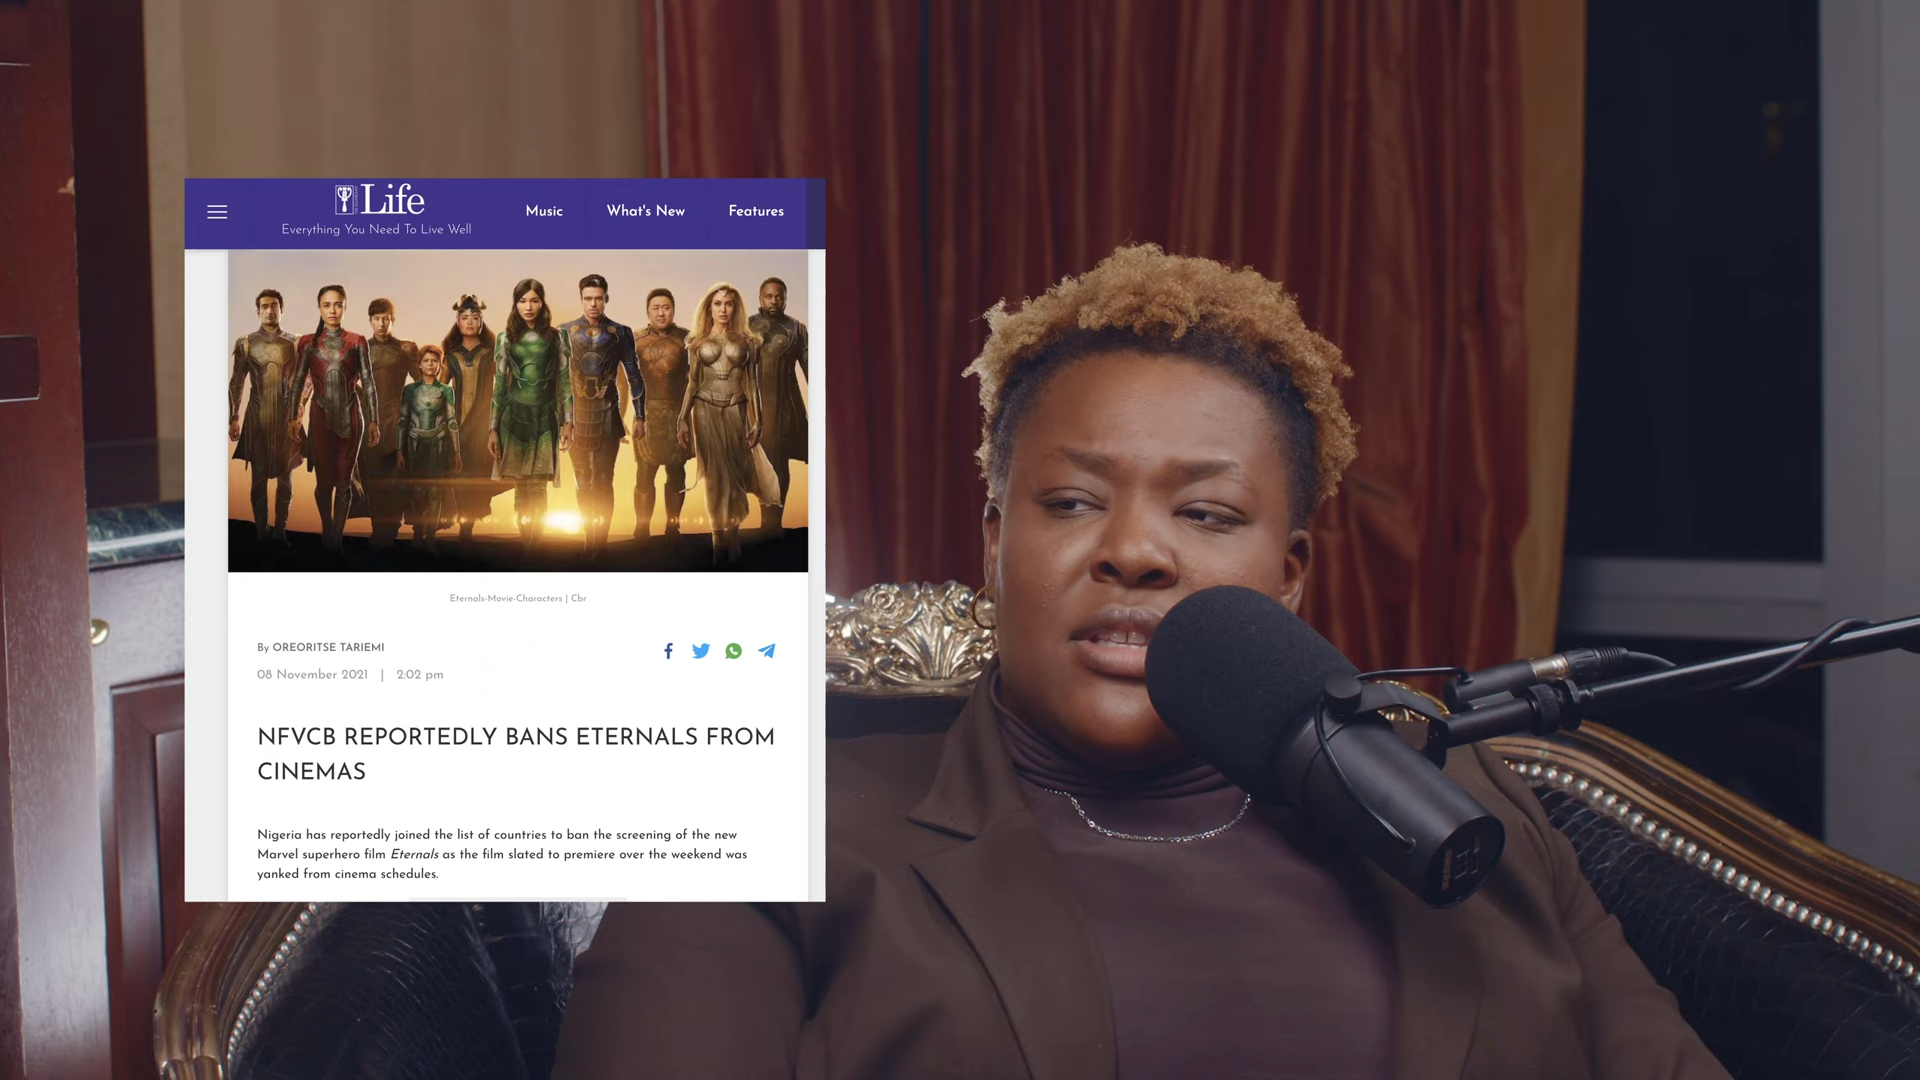 Life
Everything You Need To Live Well
Music
What's New
Features
Eternals-Movie-Characters | Cbr
By OREORITSE TARIEMI
08 November 2021 | 2:02 pm
NFVCB REPORTEDLY BANS ETERNALS FROM
CINEMAS
Nigeria has reportedly joined the list of countries to ban the screening of the new
Marvel superhero film Eternals as the film slated to premiere over the weekend was
yanked from cinema schedules.